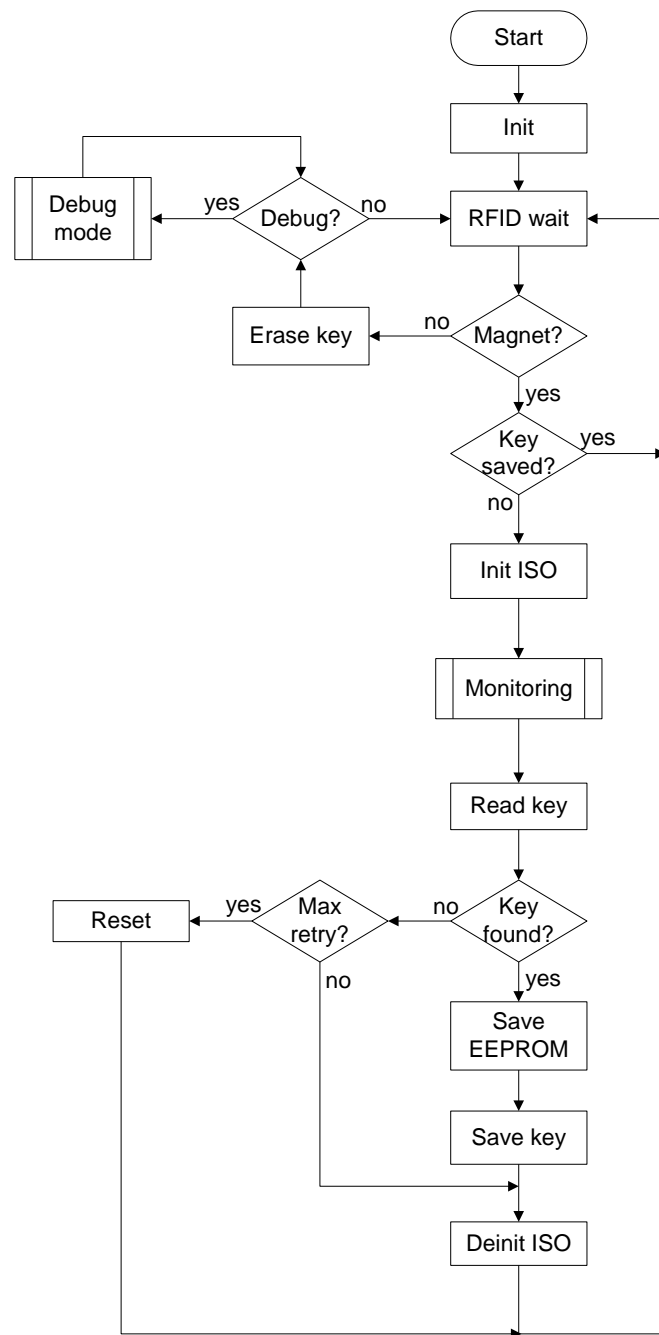 Start
Init
Debug
mode
yes
Debug?
no
RFID wait
Erase key
no
Magnet?
yes
Key
saved?
yes
no
Init ISO
Monitoring
Read key
Reset
yes
Max
retry?
no
Key
found?
no
yes
Save
EEPROM
Save key
Deinit ISO